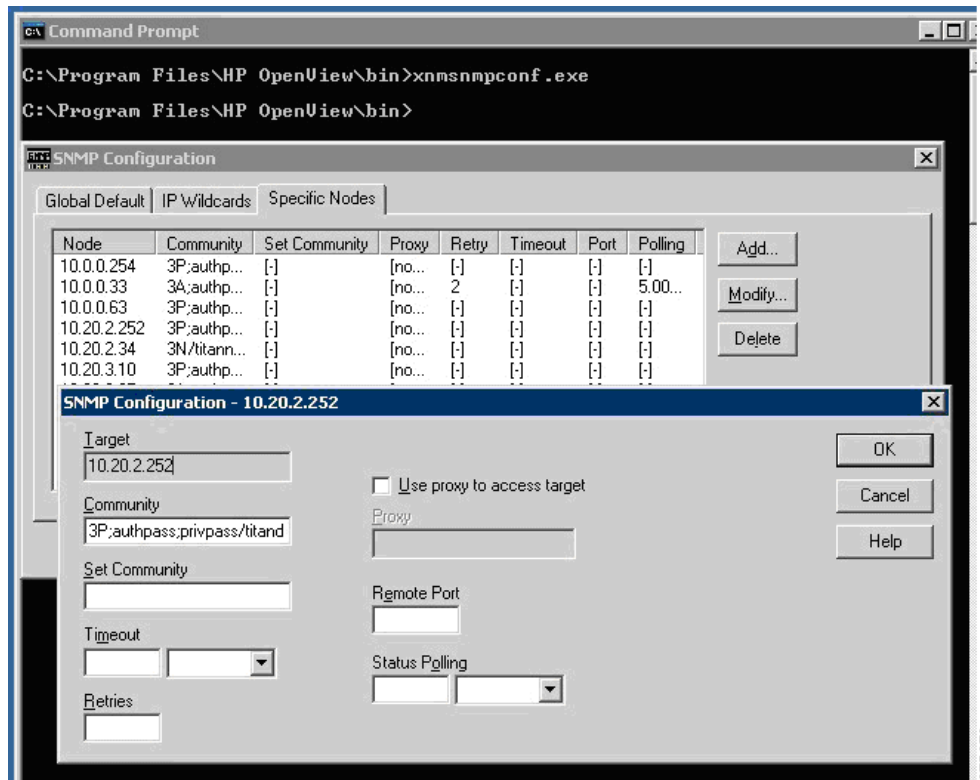 Command Prompt
C:\Program Files\HP OpenView\bin>xnmsnmpconf.exe
C:\Program Files\HP OpenView\bin>
SNMP Configuration
Global Default IP Wildcards Specific Nodes
Node Community Set Community Proxy Retry Timeout Port Polling
10.0.0.254 3P;authp... [-] [no... [-] [-] [-] [-]
10.0.0.33 3A;authp... [-] [no... 2 [-] [-] 5.00...
10.0.0.63 3P;authp... [-] [no... [-] [-] [-] [-]
10.20.2.252 3P;authp... [-] [no... [-] [-] [-] [-]
10.20.2.34 3N/titann... [-] [no... [-] [-] [-] [-]
10.20.3.10 3P;authp... [-] [no... [-] [-] [-] [-]
Add...
Modify...
Delete
SNMP Configuration - 10.20.2.252
Target
10.20.2.252
Community
3P;authpass;privpass/titand
Set Community
Timeout
Retries
Use proxy to access target
Proxy
Remote Port
Status Polling
OK
Cancel
Help